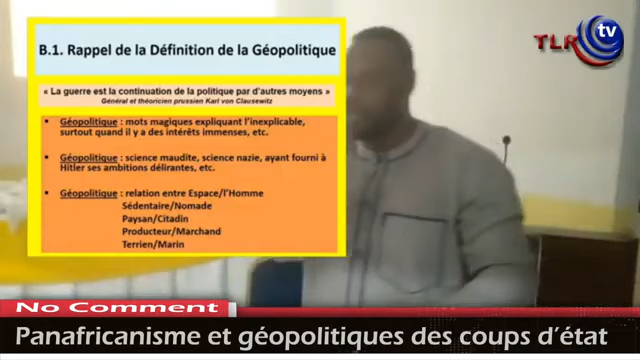 B.1. Rappel de la Définition de la Géopolitique
« La guerre est la continuation de la politique par d'autres moyens »
Général et théoricien prussien Karl von Clausewitz
▪ Géopolitique : mots magiques expliquant l'inexplicable,
surtout quand il y a des intérêts immenses, etc.
▪ Géopolitique : science maudite, science nazie, ayant fourni à
Hitler ses ambitions délirantes, etc.
▪ Géopolitique : relation entre Espace/l'Homme
Sédentaire/Nomade
Paysan/Citadin
Producteur/Marchand
Terrien/Marin
TLR tv
No Comment
Panafricanisme et géopolitiques des coups d'état